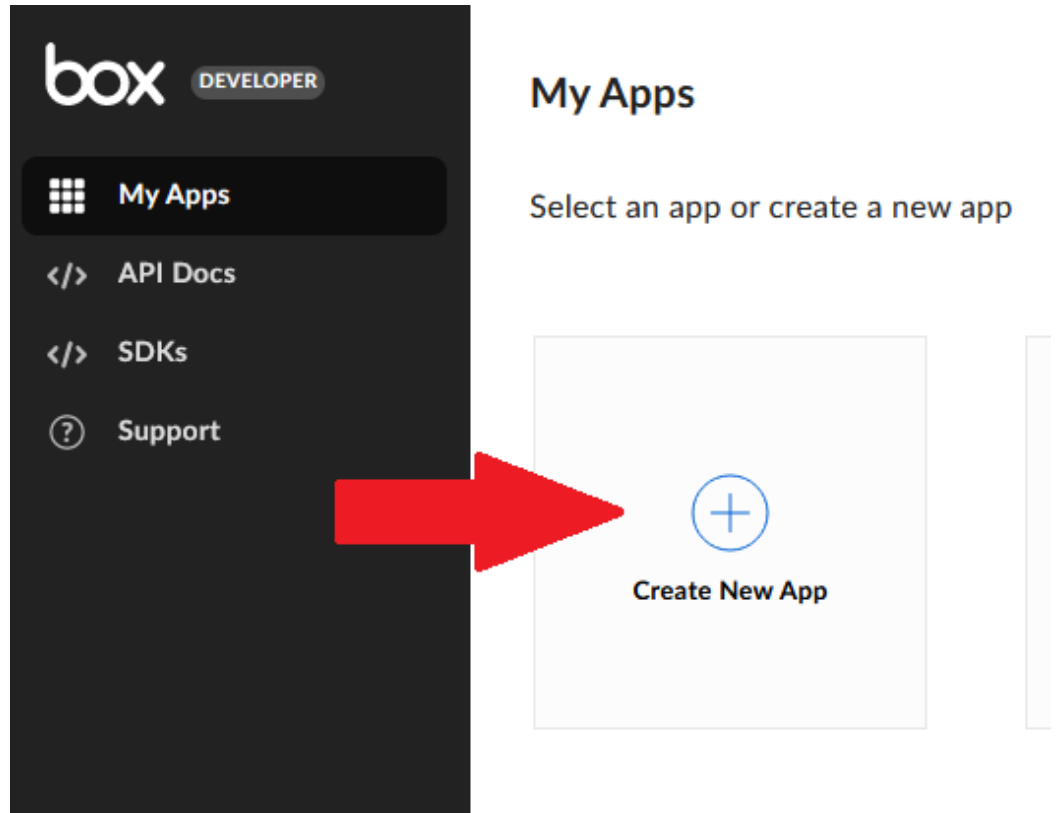 box DEVELOPER
My Apps
API Docs
SDKs
Support
My Apps
Select an app or create a new app
Create New App